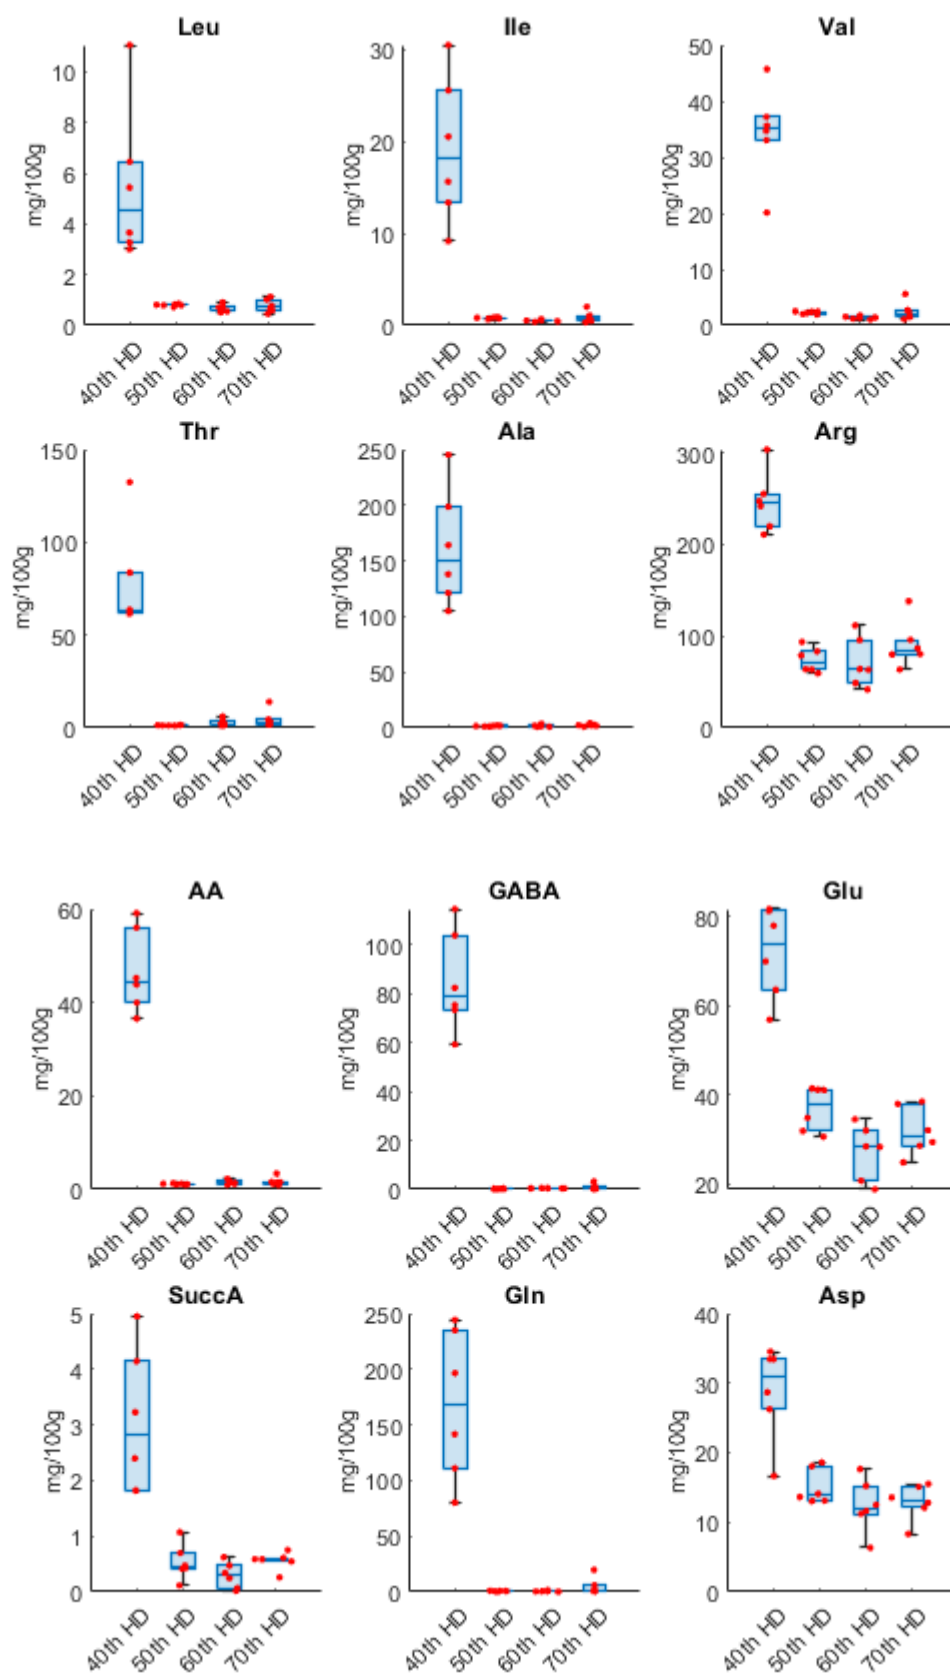 Leu
Ile
Val
mg/100g
10
8
6
4
2
0
40th HD
50th HD
60th HD
70th HD
mg/100g
30
20
10
0
40th HD
50th HD
60th HD
70th HD
mg/100g
50
40
30
20
10
0
40th HD
50th HD
60th HD
70th HD
Thr
Ala
Arg
mg/100g
150
100
50
0
40th HD
50th HD
60th HD
70th HD
mg/100g
250
200
150
100
50
0
40th HD
50th HD
60th HD
70th HD
mg/100g
300
200
100
0
40th HD
50th HD
60th HD
70th HD
AA
GABA
Glu
mg/100g
60
40
20
0
40th HD
50th HD
60th HD
70th HD
mg/100g
100
80
60
40
20
0
40th HD
50th HD
60th HD
70th HD
mg/100g
80
60
40
20
40th HD
50th HD
60th HD
70th HD
SuccA
Gln
Asp
mg/100g
5
4
3
2
1
0
40th HD
50th HD
60th HD
70th HD
mg/100g
250
200
150
100
50
0
40th HD
50th HD
60th HD
70th HD
mg/100g
40
30
20
10
0
40th HD
50th HD
60th HD
70th HD